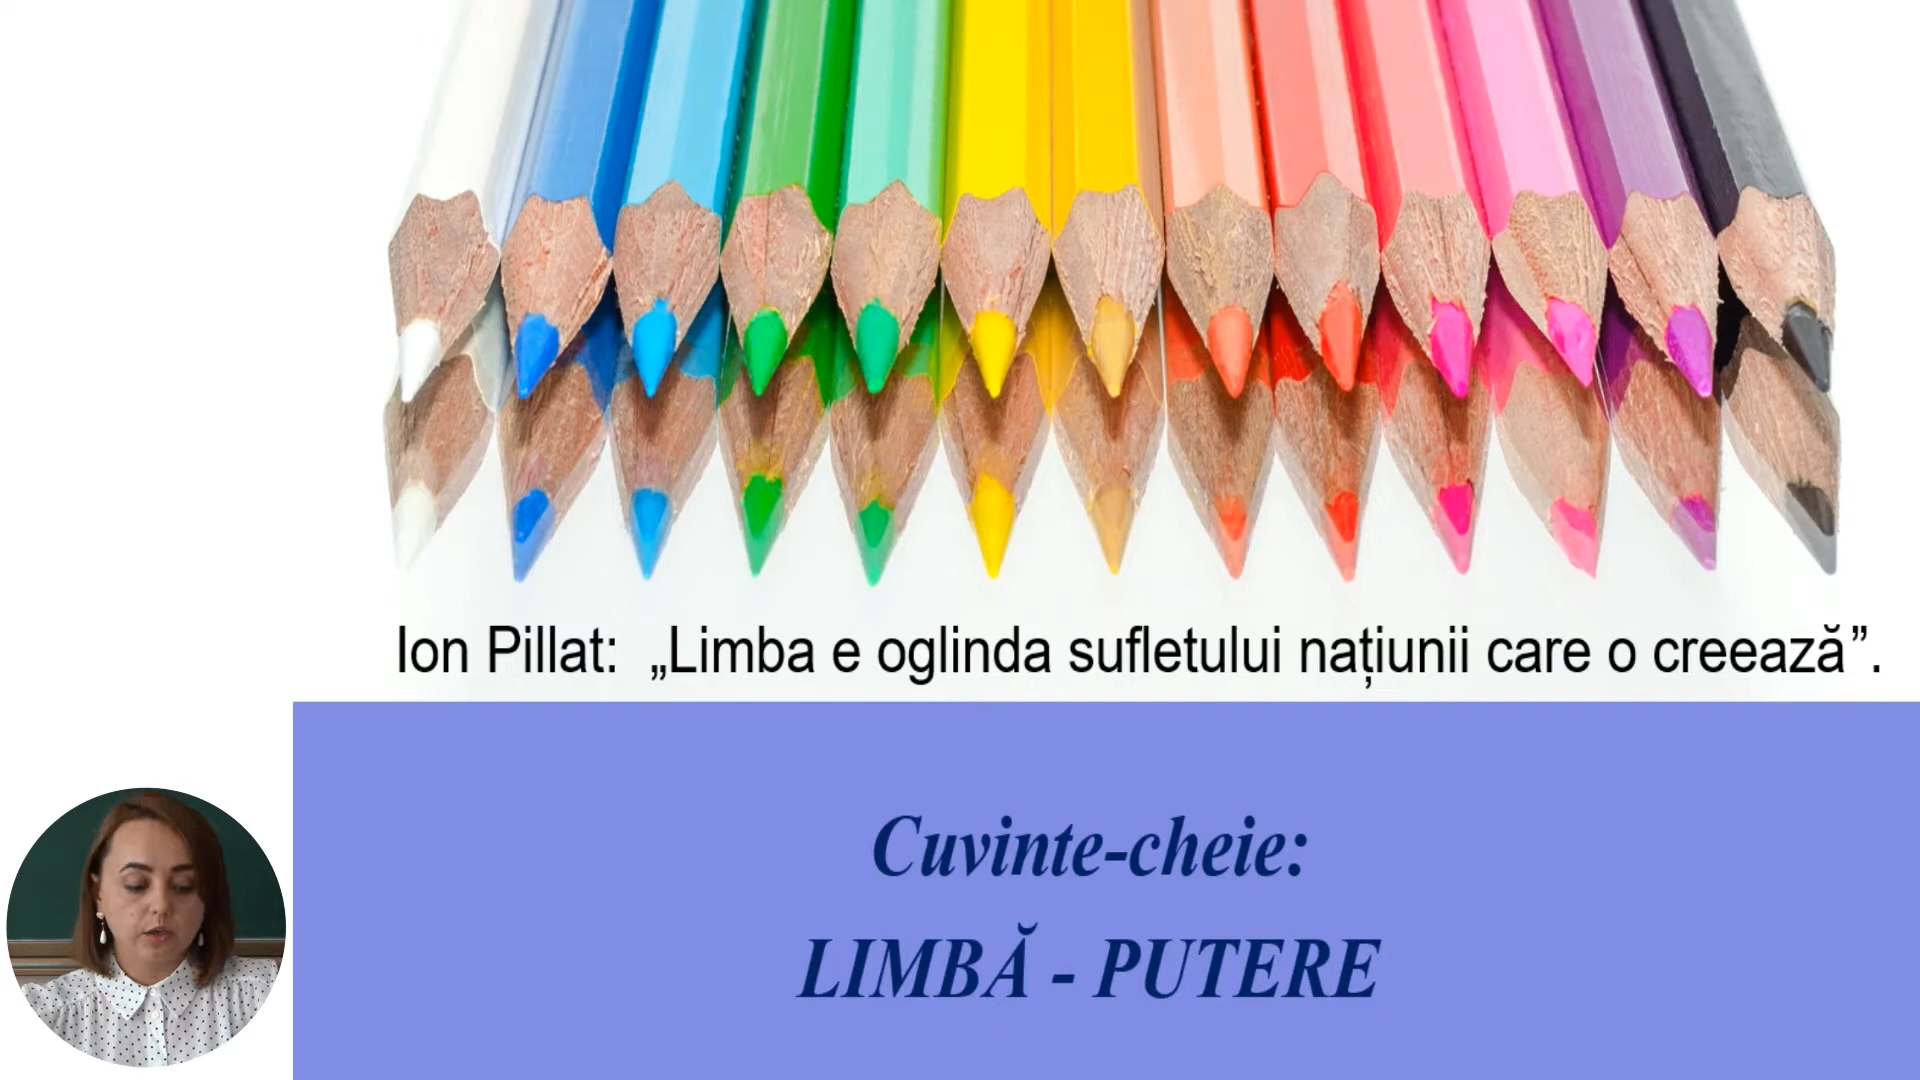 Ion Pillat: „Limba e oglinda sufletului națiunii care o creează”.
Cuvinte-cheie:
LIMBĂ - PUTERE